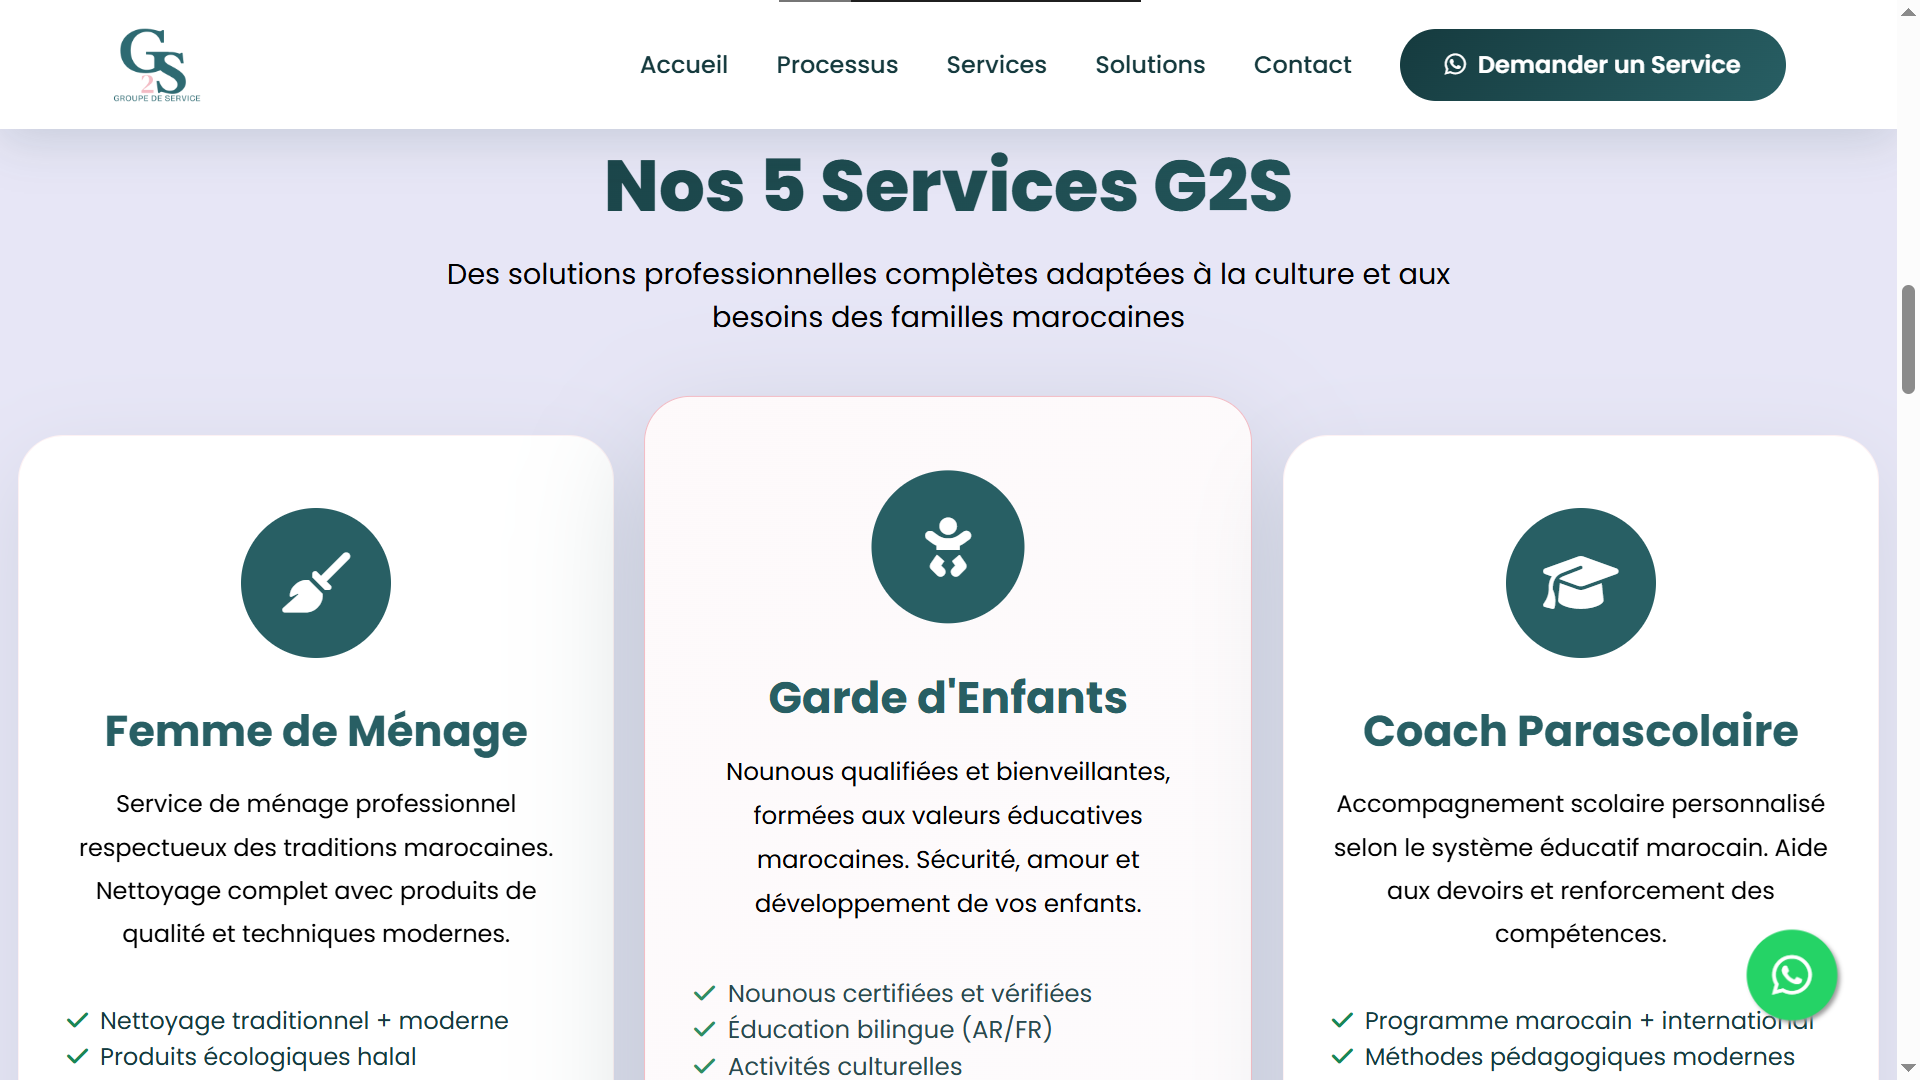 G2S
GROUPE DE SERVICE
Accueil
Processus
Services
Solutions
Contact
Demander un Service
Nos 5 Services G2S
Des solutions professionnelles complètes adaptées à la culture et aux
besoins des familles marocaines
Femme de Ménage
Service de ménage professionnel
respectueux des traditions marocaines.
Nettoyage complet avec produits de
qualité et techniques modernes.
Nettoyage traditionnel + moderne
Produits écologiques halal
Garde d'Enfants
Nounous qualifiées et bienveillantes,
formées aux valeurs éducatives
marocaines. Sécurité, amour et
développement de vos enfants.
Nounous certifiées et vérifiées
Éducation bilingue (AR/FR)
Activités culturelles
Coach Parascolaire
Accompagnement scolaire personnalisé
selon le système éducatif marocain. Aide
aux devoirs et renforcement des
compétences.
Programme marocain + international
Méthodes pédagogiques modernes